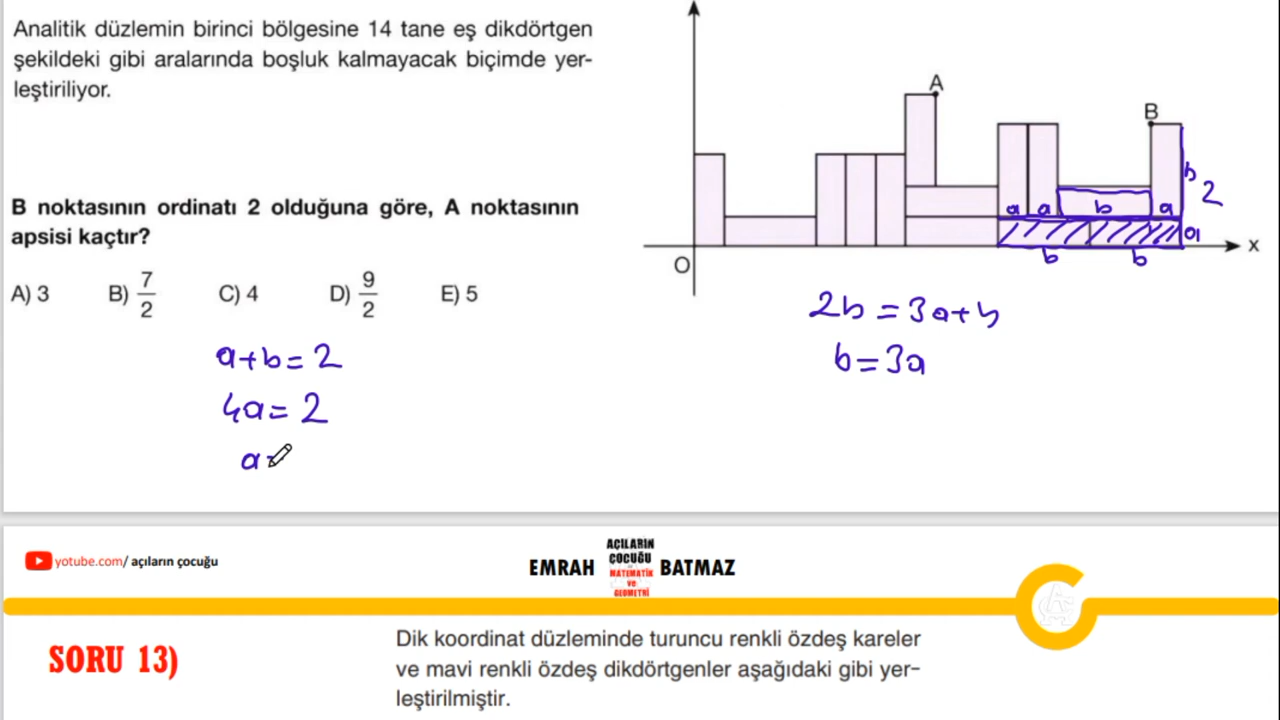 Analitik düzlemin birinci bölgesine 14 tane eş dikdörtgen
şekildeki gibi aralarında boşluk kalmayacak biçimde yer-
leştiriliyor.
B noktasının ordinatı 2 olduğuna göre, A noktasının
apsisi kaçtır?
A) 3 B) 7/2 C) 4 D) 9/2 E) 5
a+b=2
4a=2
a=
A
B
b
2
a a b a
a
b b
O
x
2b=3a+b
b=3a
yotube.com/ açıların çocuğu
EMRAH
AÇILARIN
ÇOCUĞU
MATEMATİK
ve
GEOMETRİ
BATMAZ
SORU 13)
Dik koordinat düzleminde turuncu renkli özdeş kareler
ve mavi renkli özdeş dikdörtgenler aşağıdaki gibi yer-
leştirilmiştir.